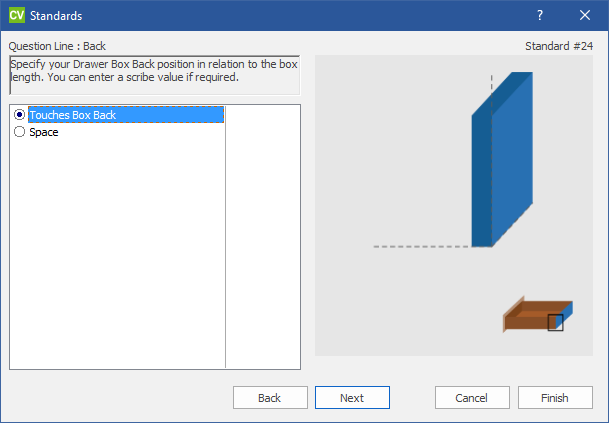 CV Standards ?
Question Line : Back
Standard #24
Specify your Drawer Box Back position in relation to the box
length. You can enter a scribe value if required.
Touches Box Back
Space
Back Next Cancel Finish